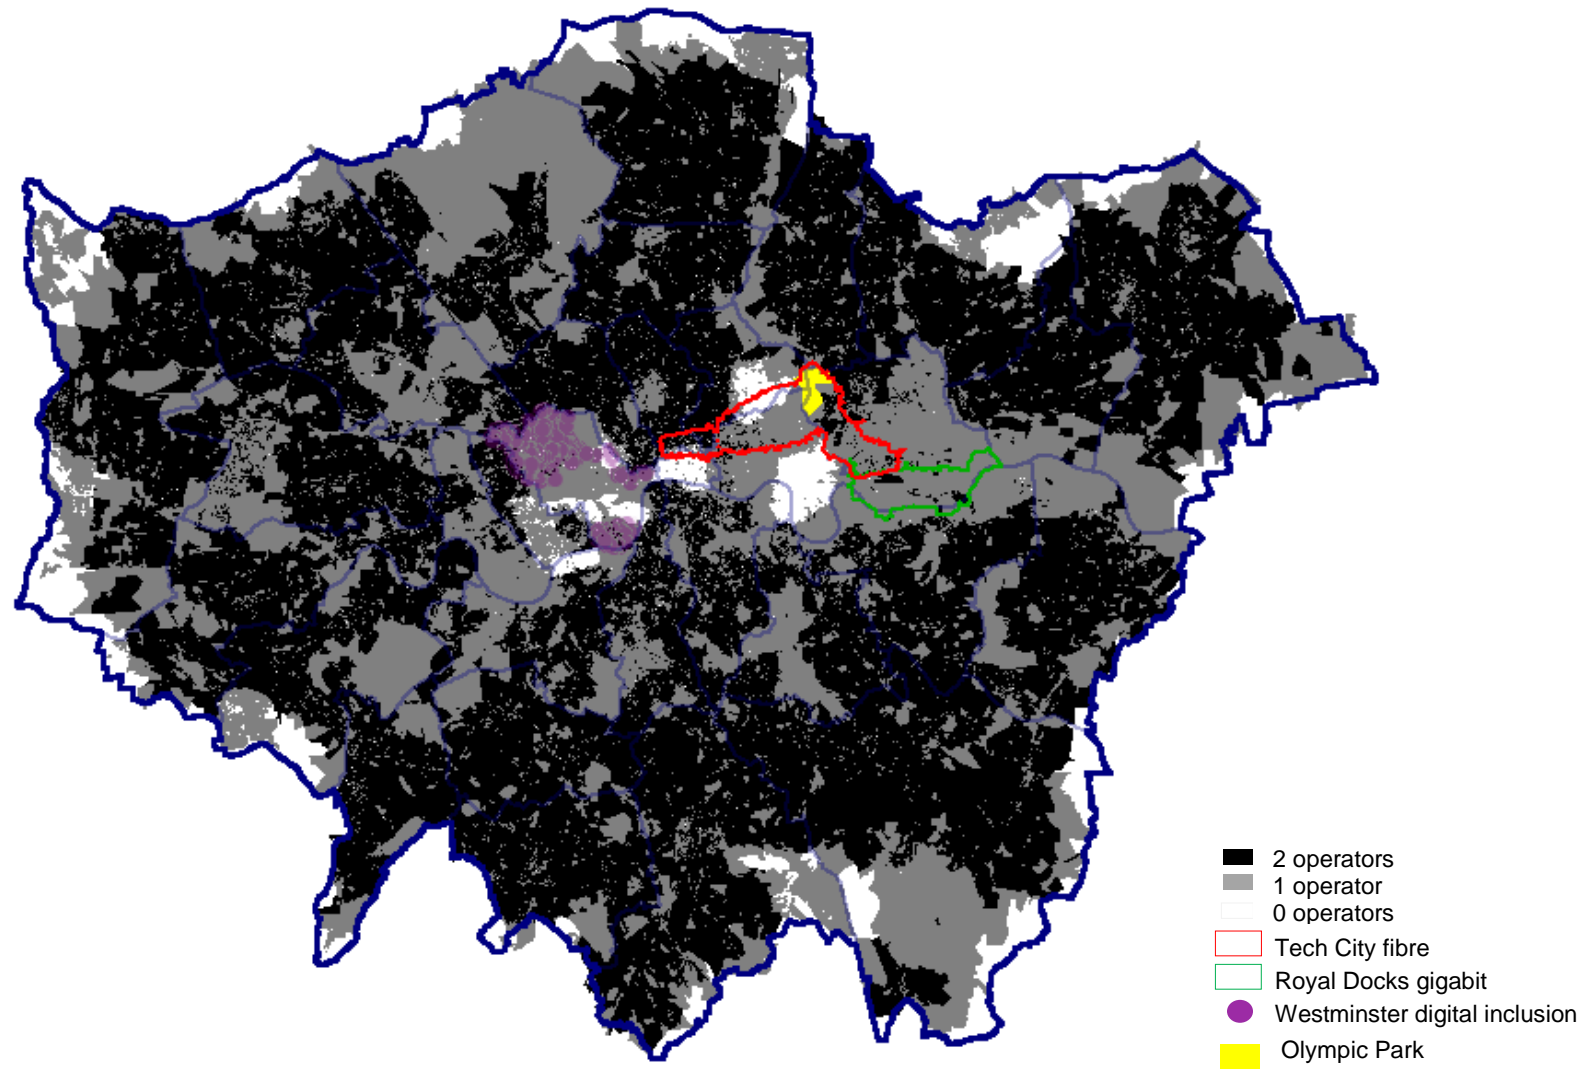 2 operators
1 operator
0 operators
Tech City fibre
Royal Docks gigabit
Westminster digital inclusion
Olympic Park